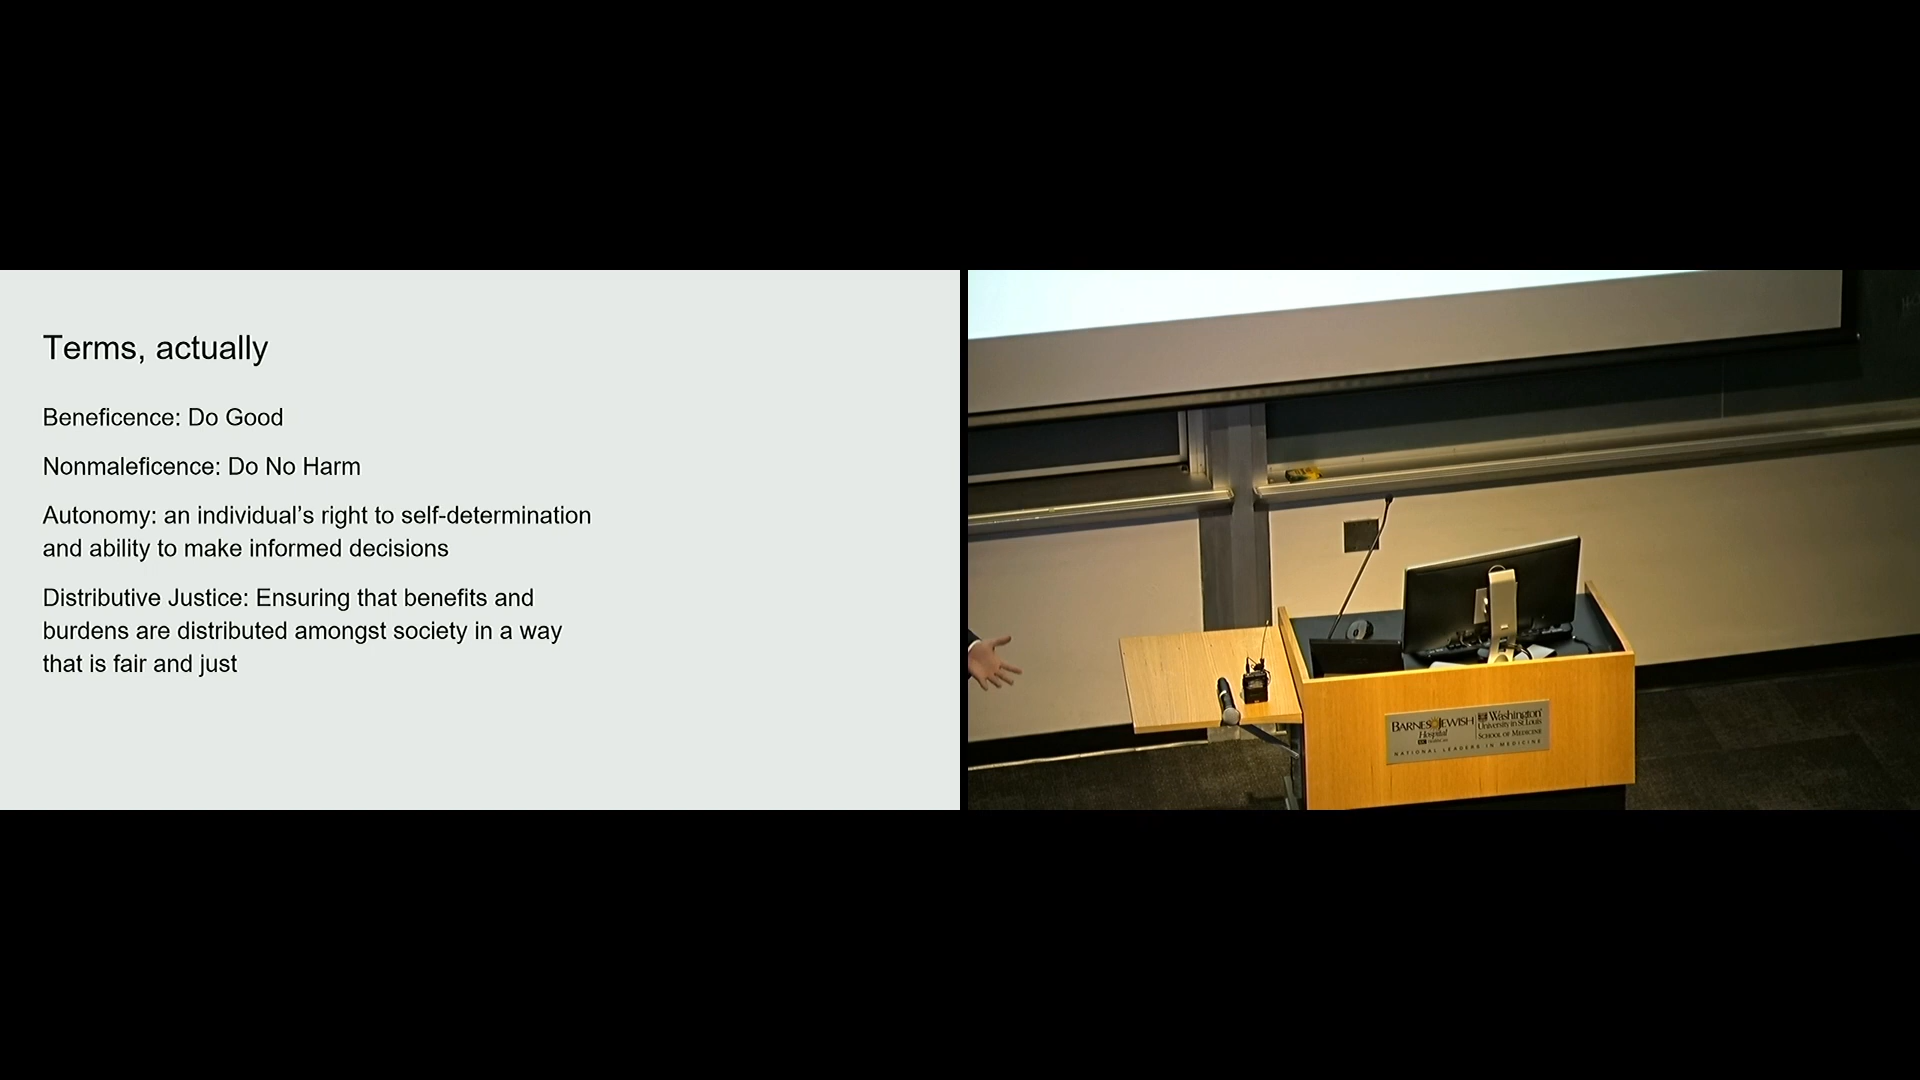 Terms, actually
Beneficence: Do Good
Nonmaleficence: Do No Harm
Autonomy: an individual’s right to self-determination
and ability to make informed decisions
Distributive Justice: Ensuring that benefits and
burdens are distributed amongst society in a way
that is fair and just
BARNES JEWISH
Hospital
Washington
University in St. Louis
SCHOOL OF MEDICINE
NATIONAL LEADERS IN MEDICINE